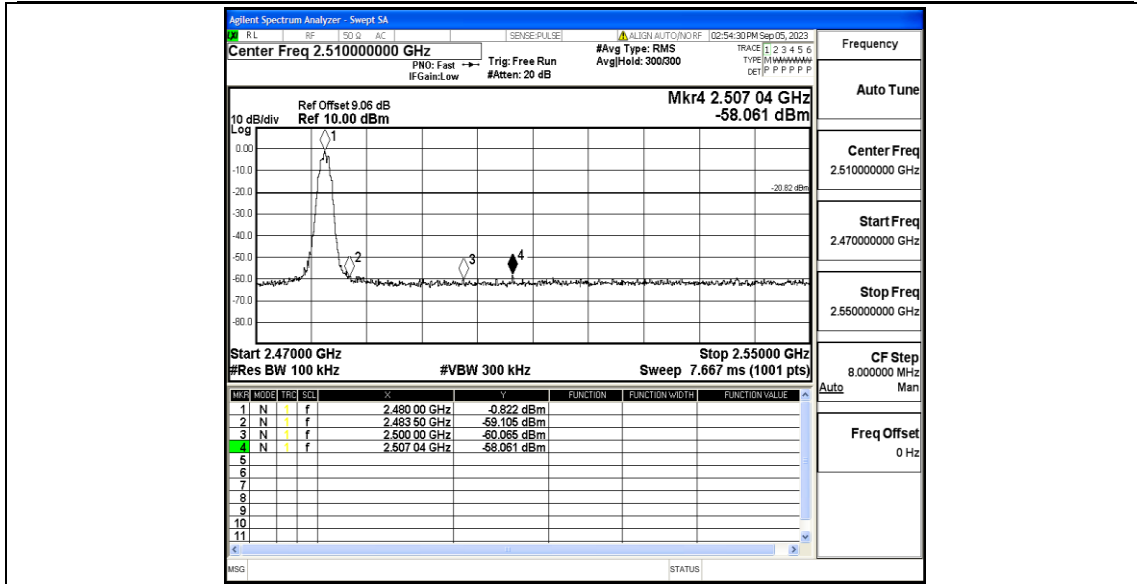 Agilent Spectrum Analyzer - Swept SA
RL RF 50 Ω AC SENSE:PULSE ALIGN AUTO/NO RF 02:54:30 PM Sep 05, 2023
Center Freq 2.510000000 GHz
PNO: Fast
IFGain:Low
Trig: Free Run
#Atten: 20 dB
#Avg Type: RMS
Avg|Hold: 300/300
TRACE 1 2 3 4 5 6
TYPE M WWWWW
DET P P P P P P
Ref Offset 9.06 dB
10 dB/div Ref 10.00 dBm
Log
Mkr4 2.507 04 GHz
-58.061 dBm
0.00
-10.0
-20.0
-30.0
-40.0
-50.0
-60.0
-70.0
-80.0
1
2
3
4
-20.82 dBm
Start 2.47000 GHz Stop 2.55000 GHz
#Res BW 100 kHz #VBW 300 kHz Sweep 7.667 ms (1001 pts)
MKR MODE TRC SCL X Y FUNCTION FUNCTION WIDTH FUNCTION VALUE
1 N 1 f 2.480 00 GHz -0.822 dBm
2 N 1 f 2.483 50 GHz -59.105 dBm
3 N 1 f 2.500 00 GHz -60.065 dBm
4 N 1 f 2.507 04 GHz -58.061 dBm
5
6
7
8
9
10
11
MSG STATUS
Frequency
Auto Tune
Center Freq
2.510000000 GHz
Start Freq
2.470000000 GHz
Stop Freq
2.550000000 GHz
CF Step
8.000000 MHz
Auto Man
Freq Offset
0 Hz